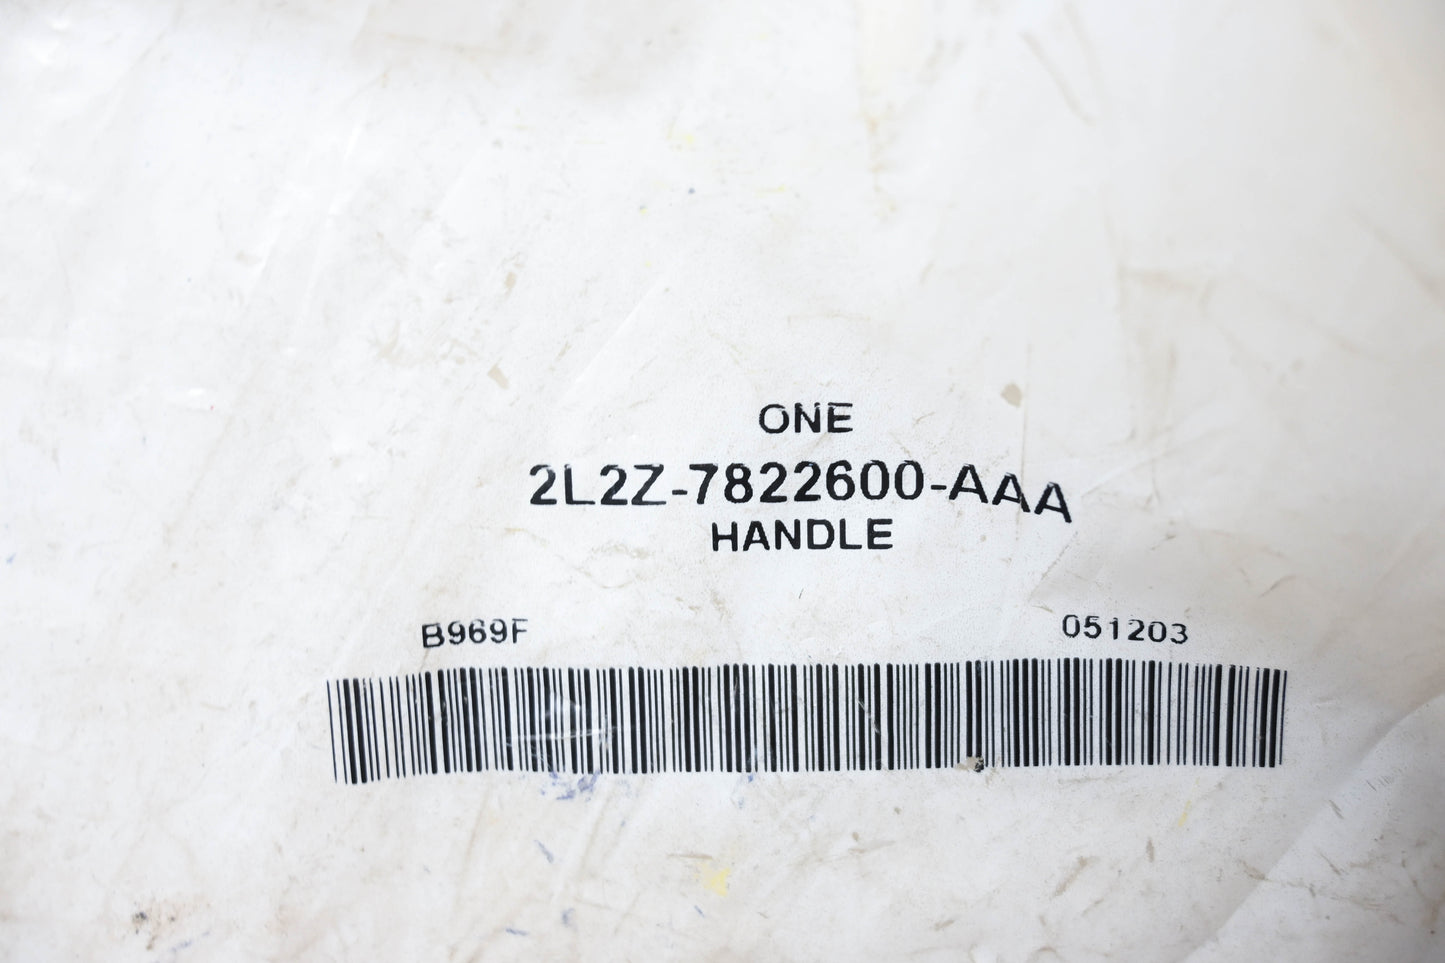 ONE
2L2Z-7822600-AAA
HANDLE
B969F 051203